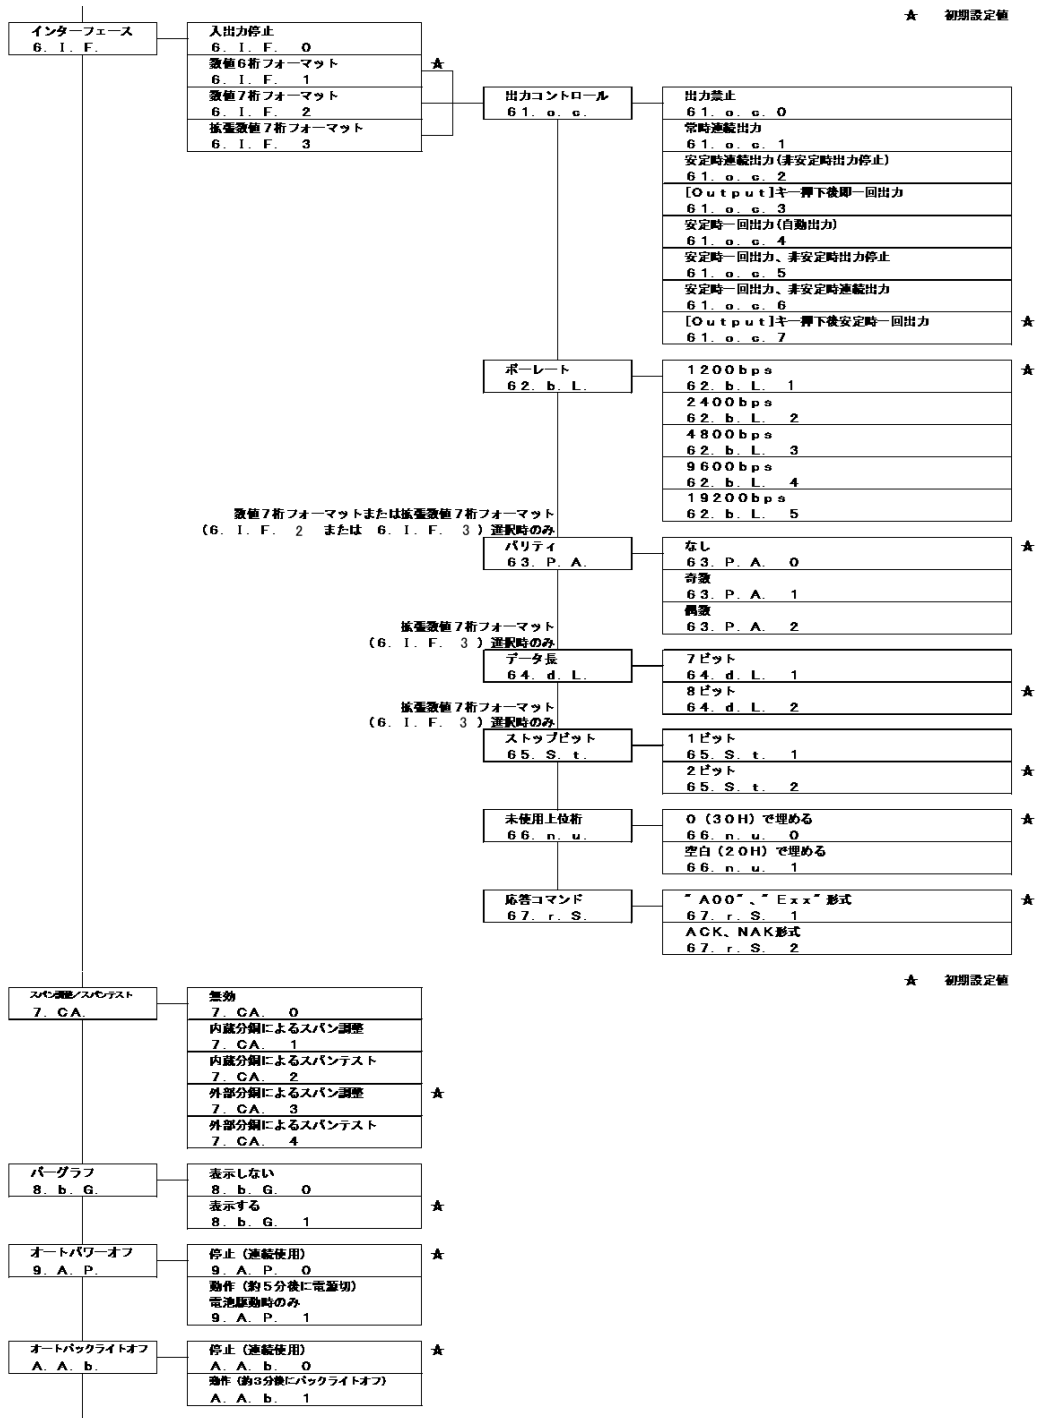 ★ 初期設定値
インターフェース
6. I. F.
入出力停止
6. I. F. 0
数値6桁フォーマット ★
6. I. F. 1
数値7桁フォーマット
6. I. F. 2
拡張数値7桁フォーマット
6. I. F. 3
出力コントロール
61. o. c.
出力禁止
61. o. c. 0
常時連続出力
61. o. c. 1
安定時連続出力(非安定時出力停止)
61. o. c. 2
[Output]キー押下後即一回出力
61. o. c. 3
安定時一回出力(自動出力)
61. o. c. 4
安定時一回出力、非安定時出力停止
61. o. c. 5
安定時一回出力、非安定時連続出力
61. o. c. 6
[Output]キー押下後安定時一回出力 ★
61. o. c. 7
ボーレート
62. b. L.
1200bps ★
62. b. L. 1
2400bps
62. b. L. 2
4800bps
62. b. L. 3
9600bps
62. b. L. 4
19200bps
62. b. L. 5
数値7桁フォーマットまたは拡張数値7桁フォーマット
(6. I. F. 2 または 6. I. F. 3)選択時のみ
パリティ
63. P. A.
なし ★
63. P. A. 0
奇数
63. P. A. 1
偶数
63. P. A. 2
拡張数値7桁フォーマット
(6. I. F. 3)選択時のみ
データ長
64. d. L.
7ビット
64. d. L. 1
8ビット ★
64. d. L. 2
拡張数値7桁フォーマット
(6. I. F. 3)選択時のみ
ストップビット
65. S. t.
1ビット
65. S. t. 1
2ビット ★
65. S. t. 2
未使用上位桁
66. n. u.
0(30H)で埋める ★
66. n. u. 0
空白(20H)で埋める
66. n. u. 1
応答コマンド
67. r. S.
"A00"、"Exx"形式 ★
67. r. S. 1
ACK、NAK形式
67. r. S. 2
★ 初期設定値
スパン調整/スパンテスト
7. CA.
無効
7. CA. 0
内蔵分銅によるスパン調整
7. CA. 1
内蔵分銅によるスパンテスト
7. CA. 2
外部分銅によるスパン調整 ★
7. CA. 3
外部分銅によるスパンテスト
7. CA. 4
バーグラフ
8. b. G.
表示しない
8. b. G. 0
表示する ★
8. b. G. 1
オートパワーオフ
9. A. P.
停止(連続使用) ★
9. A. P. 0
動作(約5分後に電源切)
電池駆動時のみ
9. A. P. 1
オートバックライトオフ
A. A. b.
停止(連続使用) ★
A. A. b. 0
動作(約3分後にバックライトオフ)
A. A. b. 1